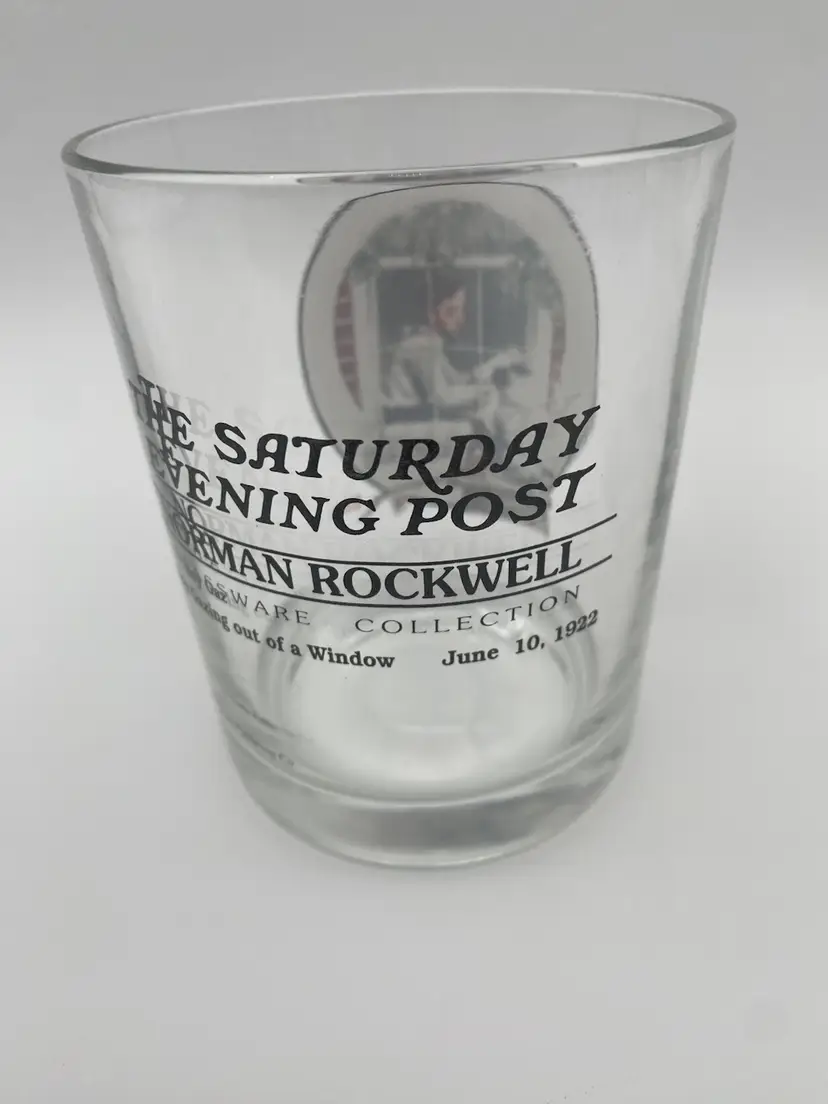 THE SATURDAY
EVENING POST
NORMAN ROCKWELL
COLLECTION
out of a Window June 10, 1922